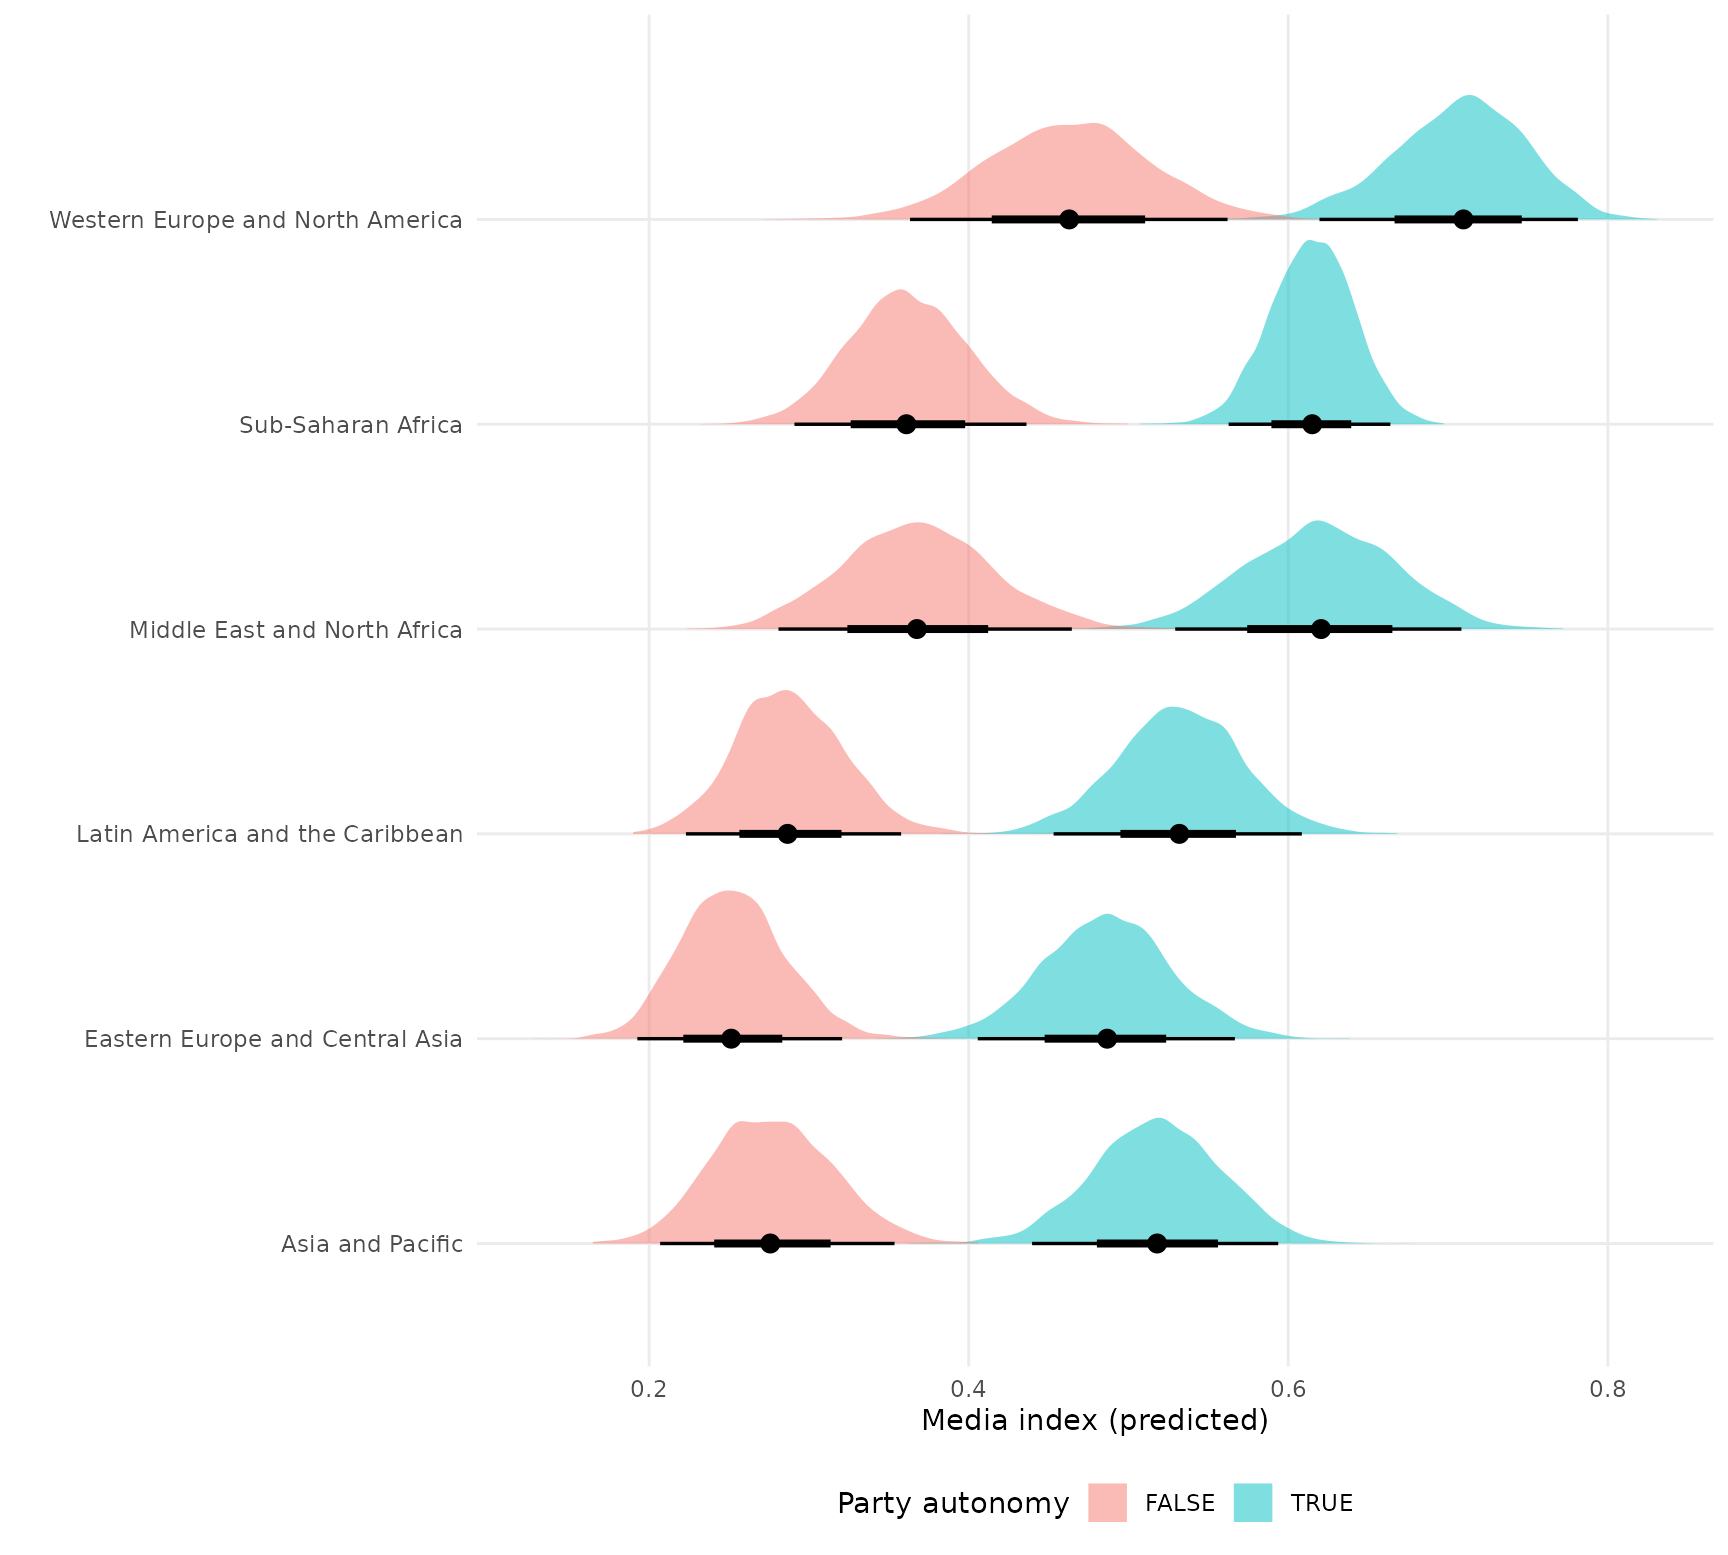 Western Europe and North America
Sub-Saharan Africa
Middle East and North Africa
Latin America and the Caribbean
Eastern Europe and Central Asia
Asia and Pacific
0.2 0.4 0.6 0.8
Media index (predicted)
Party autonomy FALSE TRUE